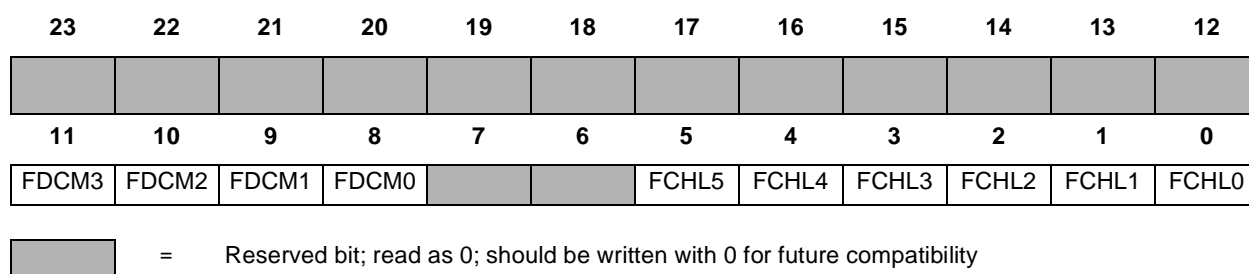 23 22 21 20 19 18 17 16 15 14 13 12
11 10 9 8 7 6 5 4 3 2 1 0
FDCM3 FDCM2 FDCM1 FDCM0 FCHL5 FCHL4 FCHL3 FCHL2 FCHL1 FCHL0
= Reserved bit; read as 0; should be written with 0 for future compatibility